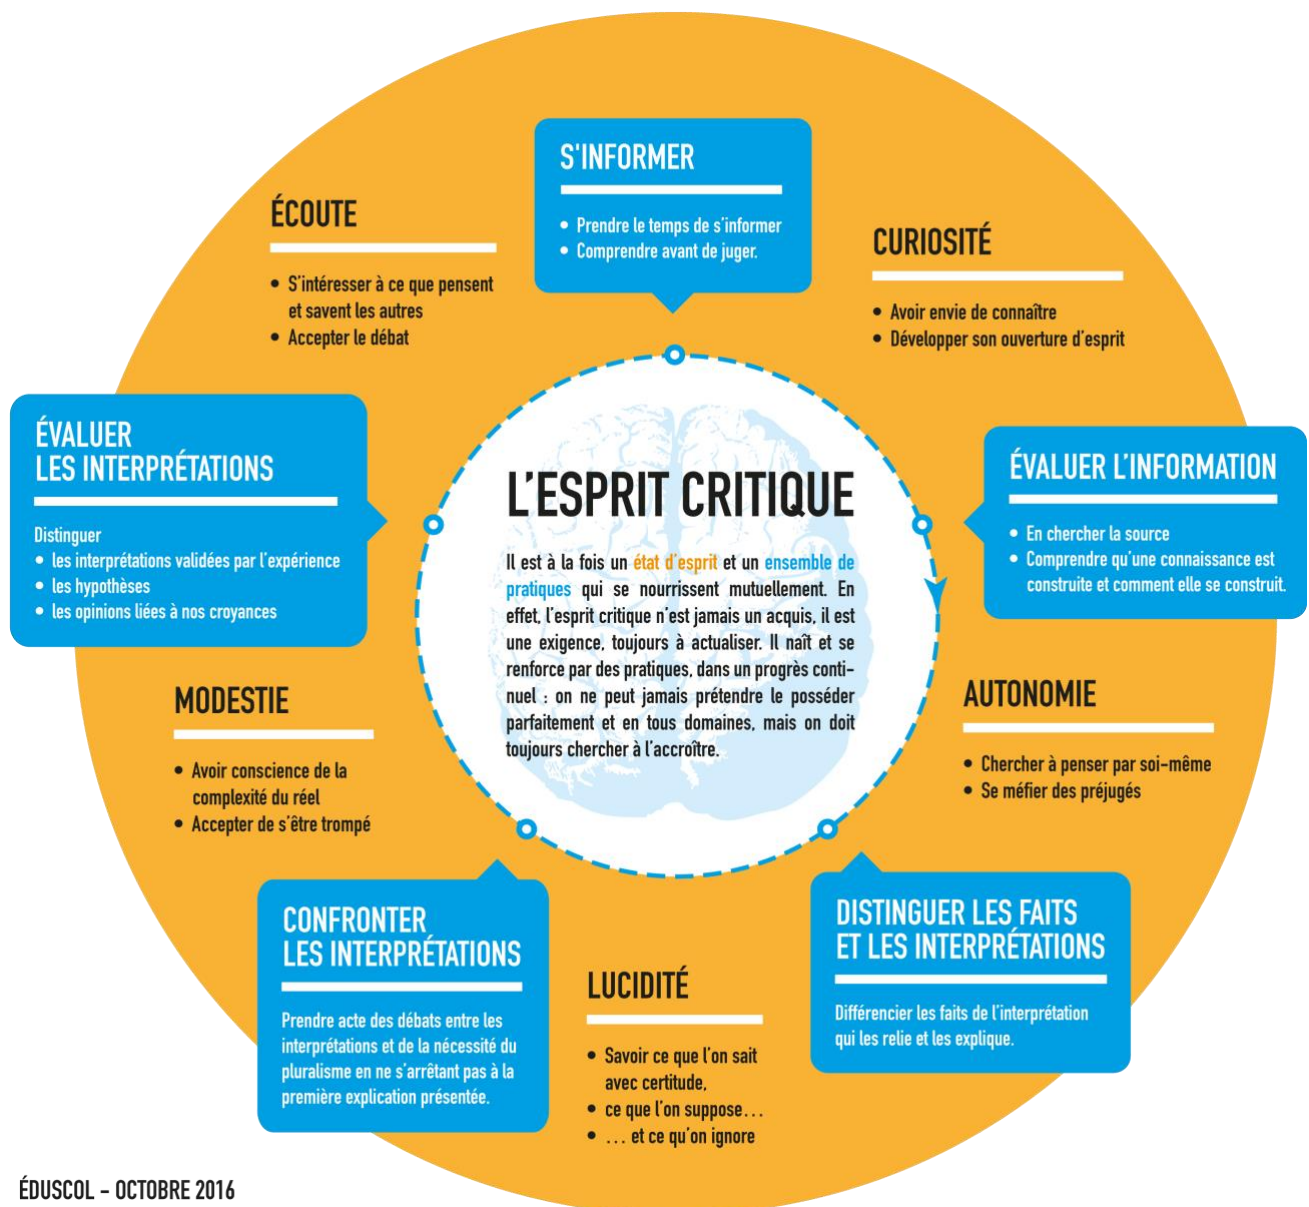 S'INFORMER
• Prendre le temps de s'informer
• Comprendre avant de juger.
CURIOSITÉ
• Avoir envie de connaître
• Développer son ouverture d'esprit
ÉVALUER L'INFORMATION
• En chercher la source
• Comprendre qu'une connaissance est
construite et comment elle se construit.
AUTONOMIE
• Chercher à penser par soi-même
• Se méfier des préjugés
DISTINGUER LES FAITS
ET LES INTERPRÉTATIONS
Différencier les faits de l'interprétation
qui les relie et les explique.
LUCIDITÉ
• Savoir ce que l'on sait
avec certitude,
• ce que l'on suppose...
• ... et ce qu'on ignore
CONFRONTER
LES INTERPRÉTATIONS
Prendre acte des débats entre les
interprétations et de la nécessité du
pluralisme en ne s'arrêtant pas à la
première explication présentée.
MODESTIE
• Avoir conscience de la
complexité du réel
• Accepter de s'être trompé
ÉVALUER
LES INTERPRÉTATIONS
Distinguer
• les interprétations validées par l'expérience
• les hypothèses
• les opinions liées à nos croyances
ÉCOUTE
• S'intéresser à ce que pensent
et savent les autres
• Accepter le débat
L'ESPRIT CRITIQUE
Il est à la fois un état d'esprit et un ensemble de
pratiques qui se nourrissent mutuellement. En
effet, l'esprit critique n'est jamais un acquis, il est
une exigence, toujours à actualiser. Il naît et se
renforce par des pratiques, dans un progrès conti-
nuel : on ne peut jamais prétendre le posséder
parfaitement et en tous domaines, mais on doit
toujours chercher à l'accroître.
ÉDUSCOL - OCTOBRE 2016